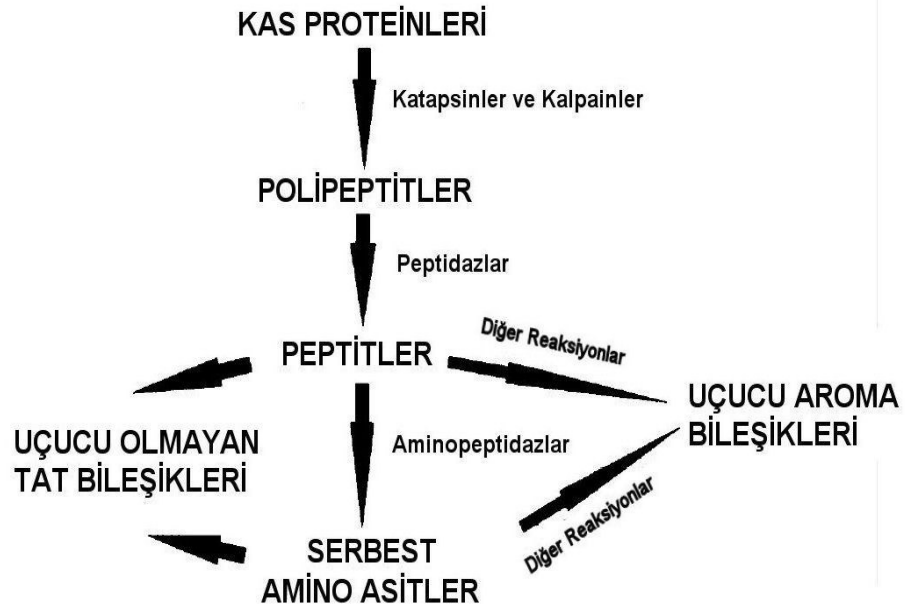 KAS PROTEİNLERİ
Katapsinler ve Kalpainler
POLİPEPTİTLER
Peptidazlar
PEPTİTLER
Diğer Reaksiyonlar
UÇUCU AROMA
BİLEŞİKLERİ
UÇUCU OLMAYAN
TAT BİLEŞİKLERİ
Aminopeptidazlar
Diğer Reaksiyonlar
SERBEST
AMİNO ASİTLER